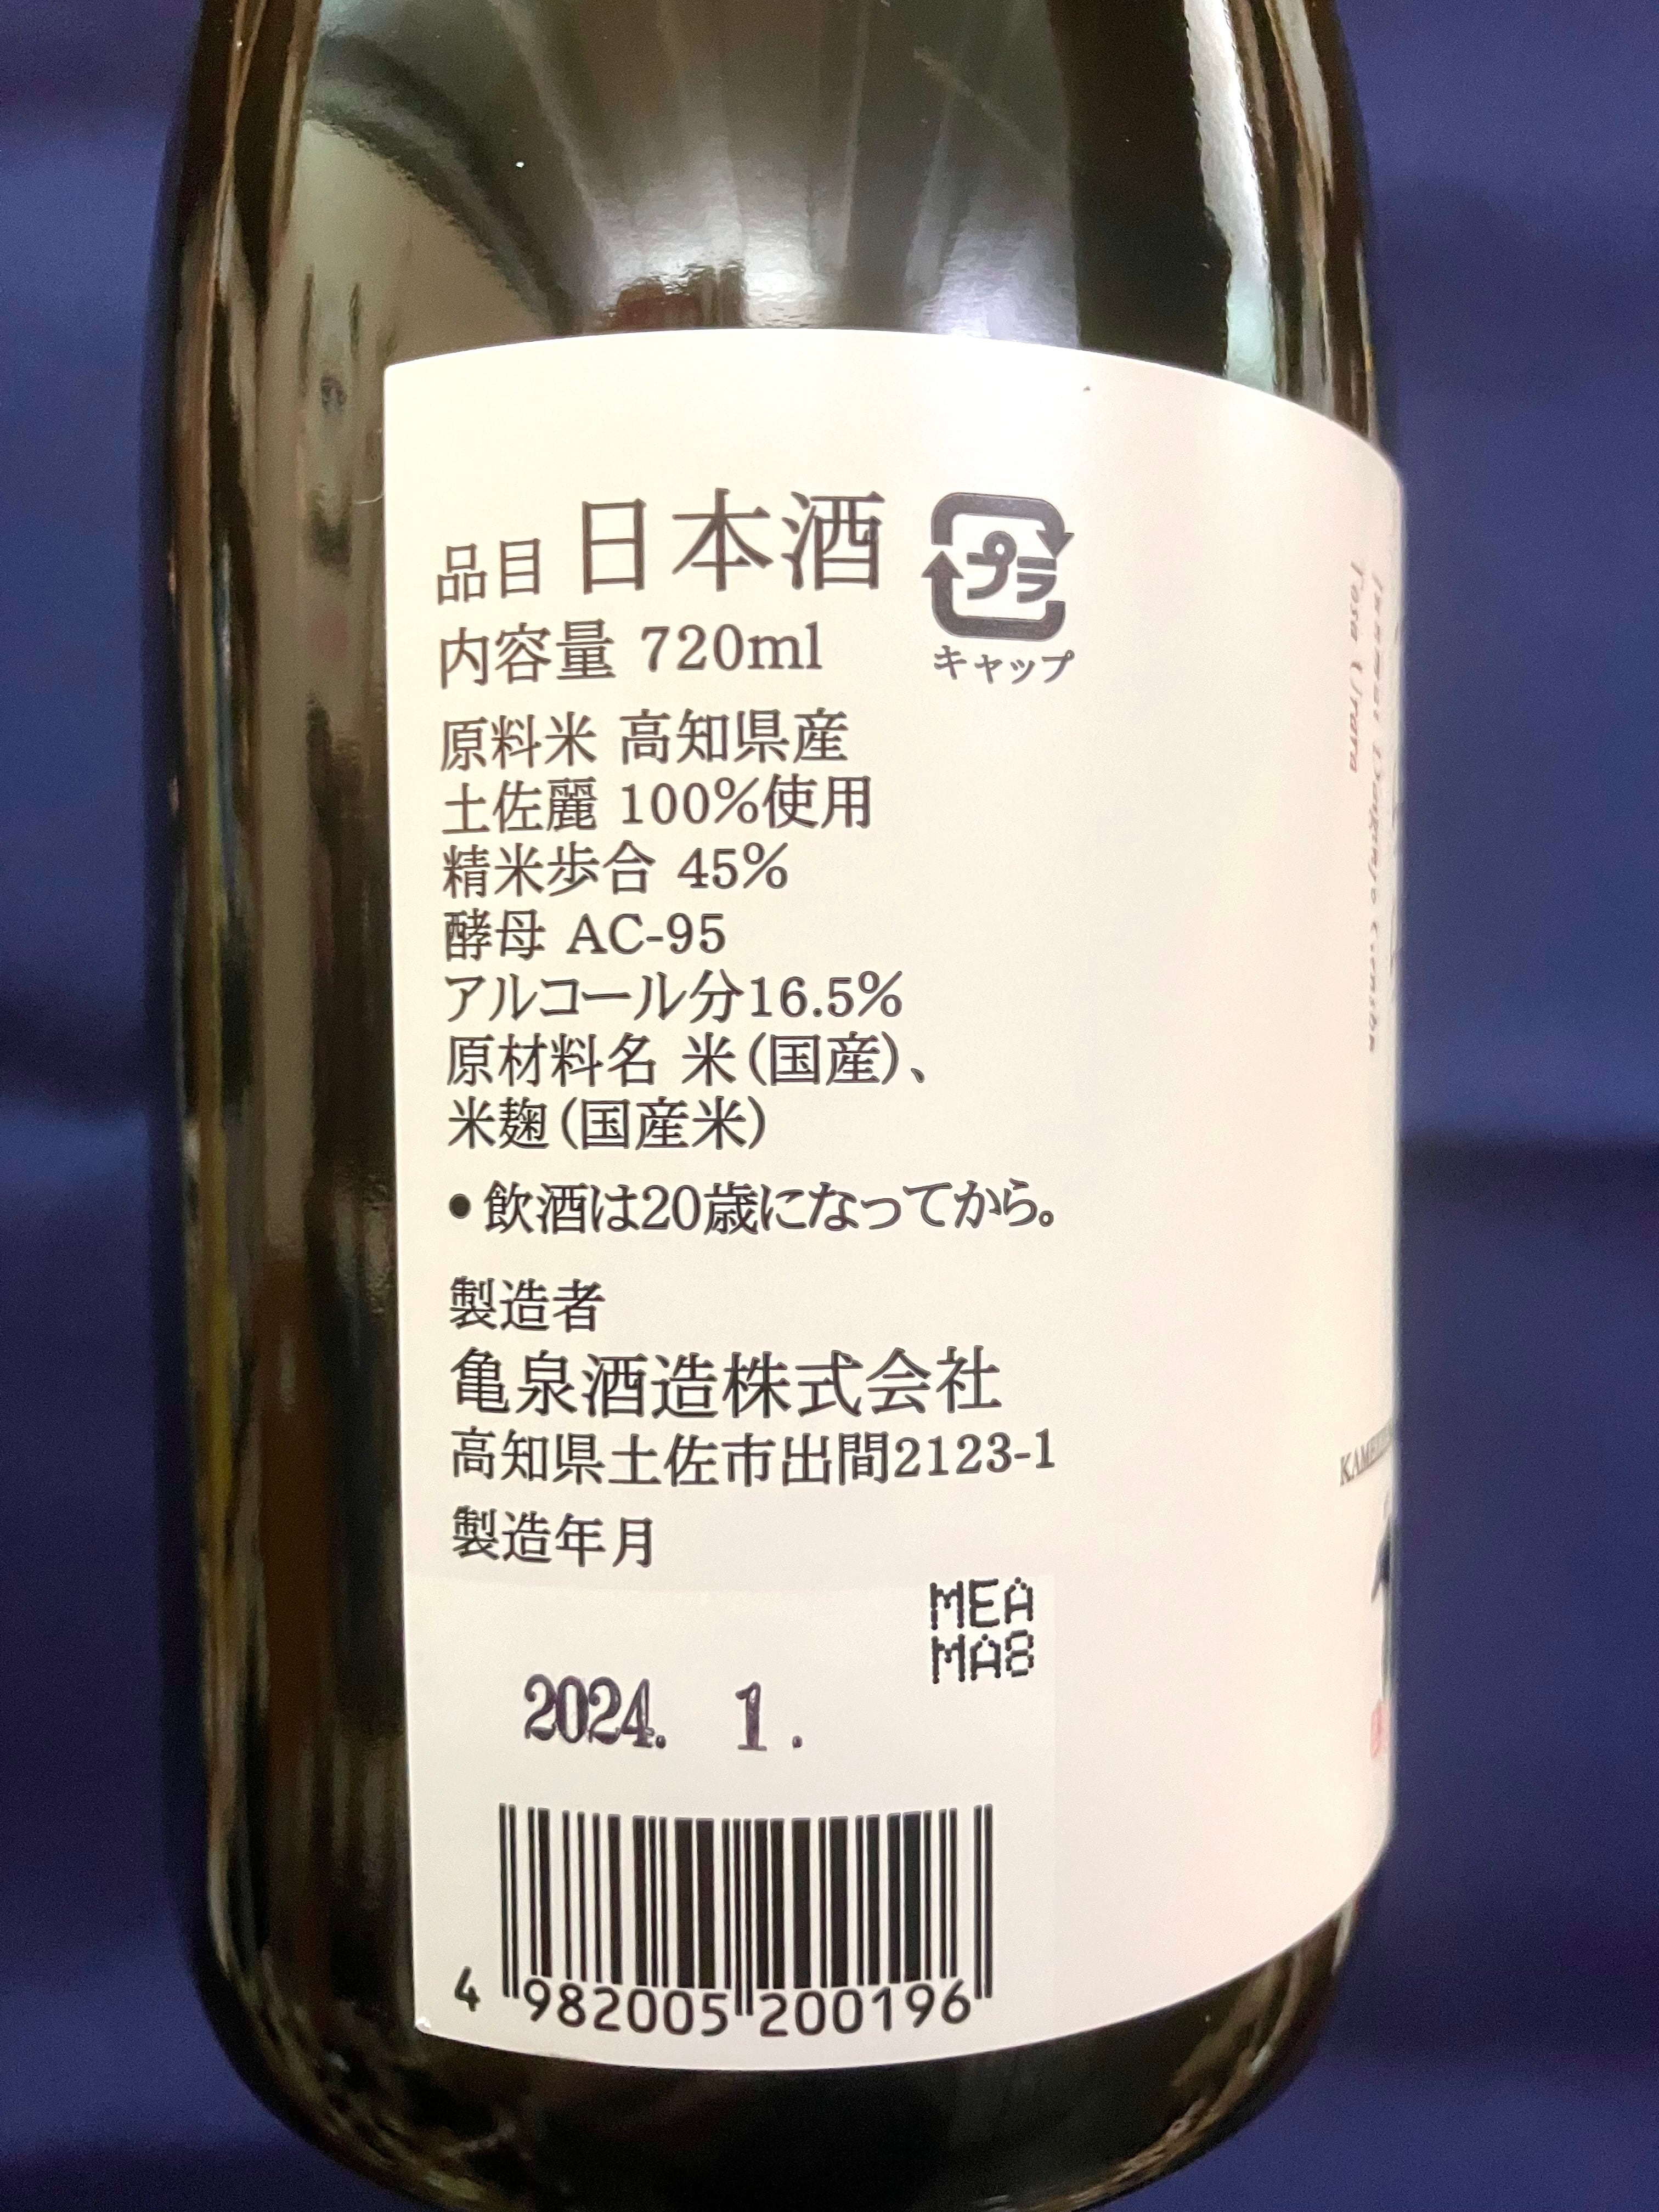 品目 日本酒
プラ
キャップ
内容量 720ml
原料米 高知県産
土佐麗 100%使用
精米歩合 45%
酵母 AC-95
アルコール分16.5%
原材料名 米(国産)、
米麹(国産米)
•飲酒は20歳になってから。
製造者
亀泉酒造株式会社
高知県土佐市出間2123-1
製造年月
MEA
MA8
2024. 1.
4 982005 200196
Tosa Urara